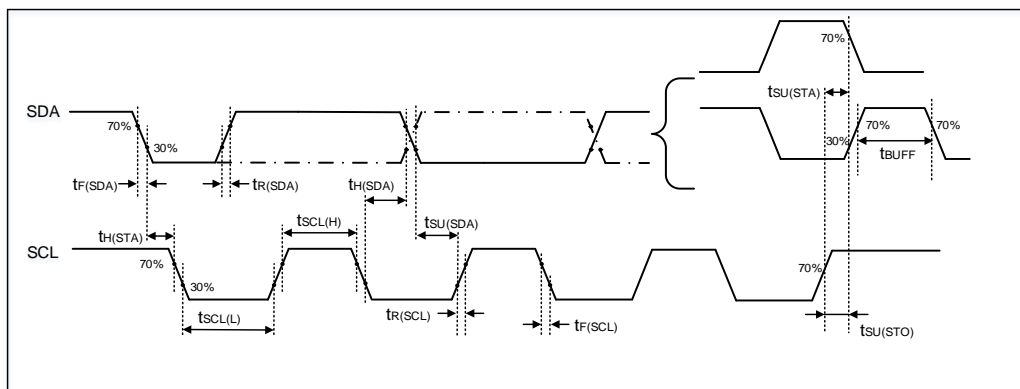 70%
tSU(STA)
SDA
70%
30%
30%
70%
70%
tBUFF
tF(SDA)
tR(SDA)
tH(SDA)
tH(STA)
tSCL(H)
tSU(SDA)
SCL
70%
30%
70%
tSCL(L)
tR(SCL)
tF(SCL)
tSU(STO)